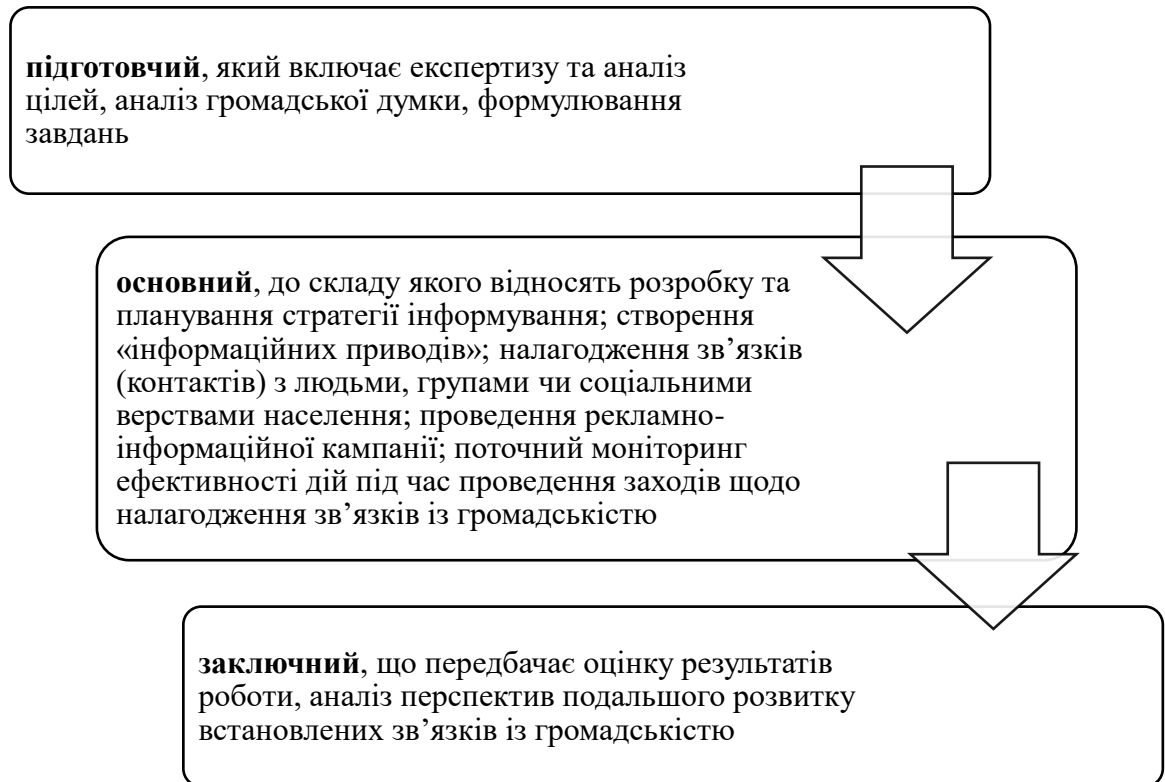 підготовчий, який включає експертизу та аналіз
цілей, аналіз громадської думки, формулювання
завдань
основний, до складу якого відносять розробку та
планування стратегії інформування; створення
«інформаційних приводів»; налагодження зв’язків
(контактів) з людьми, групами чи соціальними
верствами населення; проведення рекламно-
інформаційної кампанії; поточний моніторинг
ефективності дій під час проведення заходів щодо
налагодження зв’язків із громадськістю
заключний, що передбачає оцінку результатів
роботи, аналіз перспектив подальшого розвитку
встановлених зв’язків із громадськістю